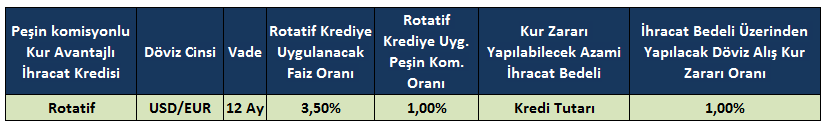 Peşin komisyonlu
Kur Avantajlı
İhracat Kredisi
Döviz Cinsi
Vade
Rotatif Krediye
Uygulanacak
Faiz Oranı
Rotatif
Krediye Uyg.
Peşin Kom.
Oranı
Kur Zararı
Yapılabilecek Azami
İhracat Bedeli
İhracat Bedeli Üzerinden
Yapılacak Döviz Alış Kur
Zararı Oranı
Rotatif
USD/EUR
12 Ay
3,50%
1,00%
Kredi Tutarı
1,00%